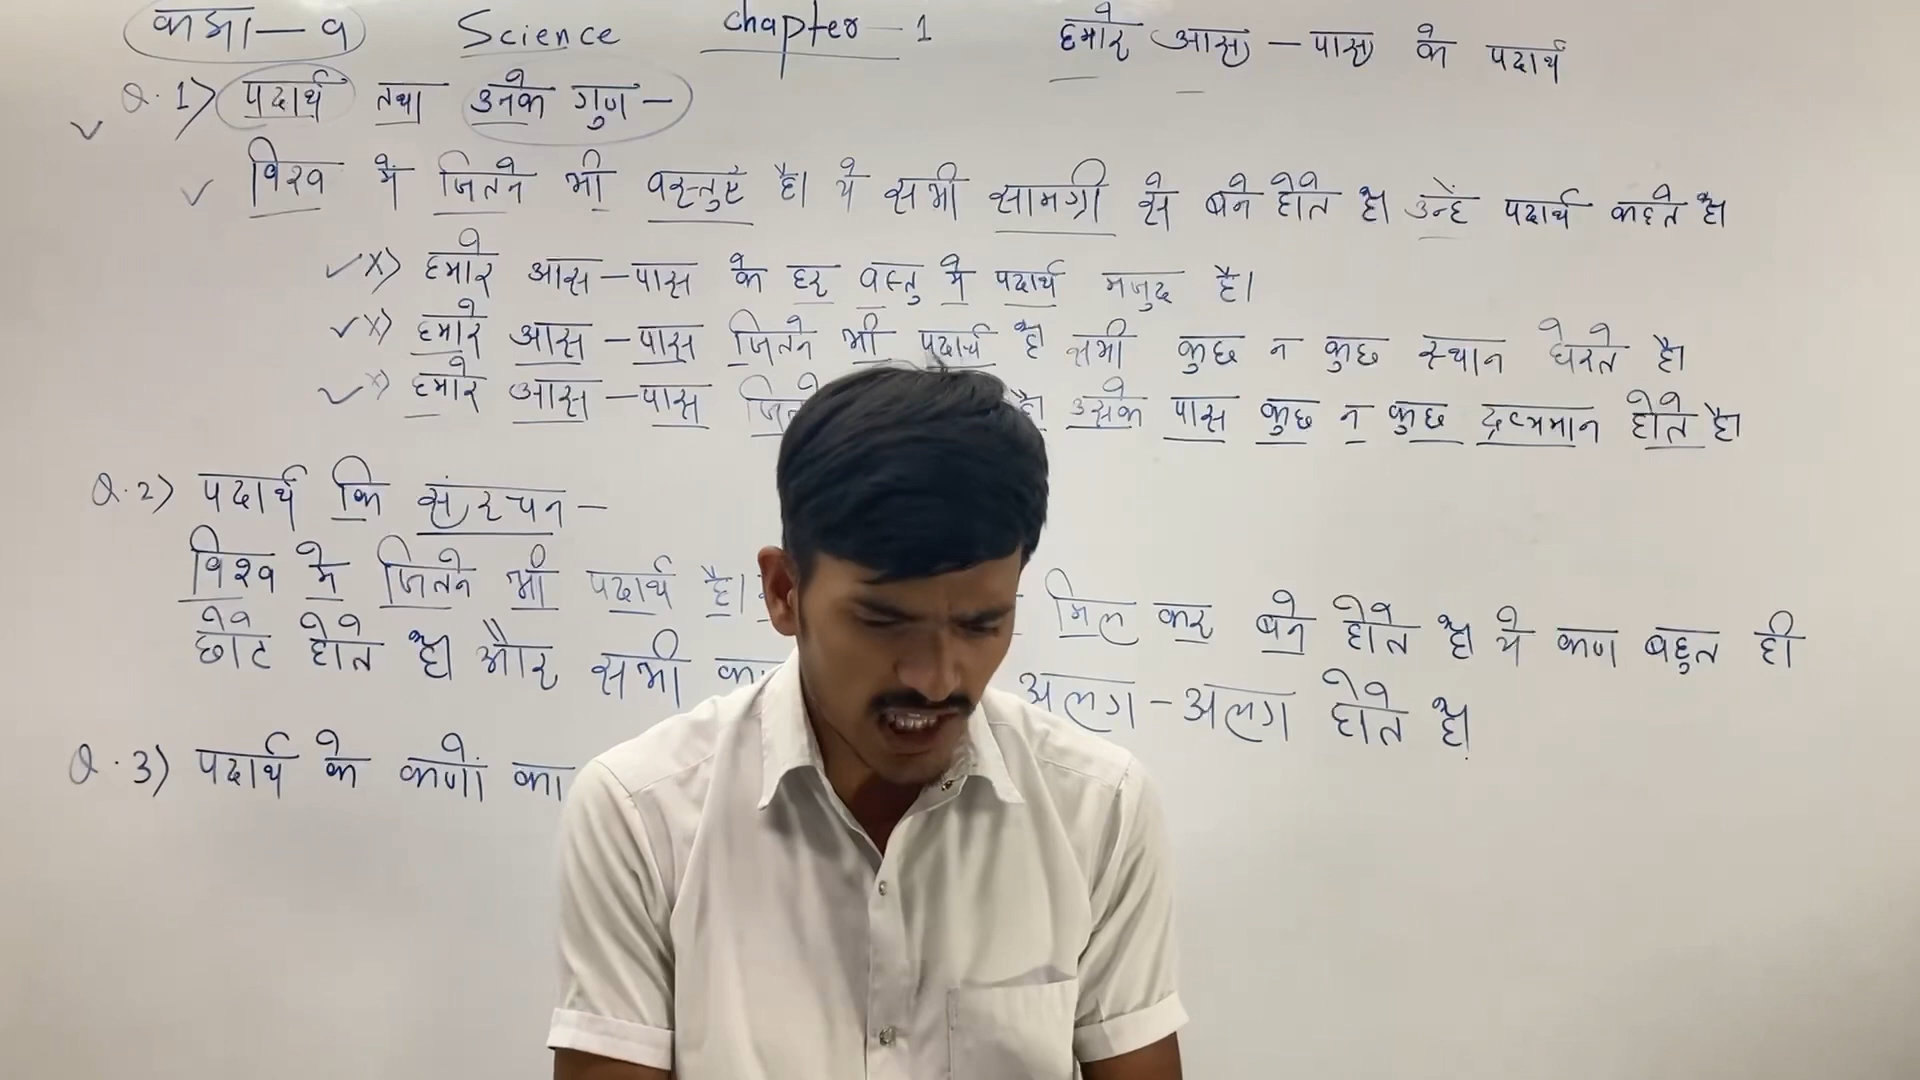 कक्षा — 9 Science chapter - 1 हमारे आस - पास के पदार्थ
Q.1) पदार्थ तथा उनके गुण -
विश्व मे जितने भी वस्तुएं है। ये सभी सामग्री से बने होते है। उन्हें पदार्थ कहते है
x) हमारे आस - पास के हर वस्तु मे पदार्थ मजुद है।
x) हमारे आस - पास जितने भी पदार्थ है सभी कुछ न कुछ स्थान घेरते है।
x) हमारे आस - पास है। उसके पास कुछ न कुछ द्रव्यमान होते है।
Q.2) पदार्थ कि संरचन -
विश्व मे जितने भी पदार्थ है। मिल कर बने होते है। ये कण बहुत ही
छोटे होते है। और सभी अलग - अलग होते है।
Q.3) पदार्थ के कणों का